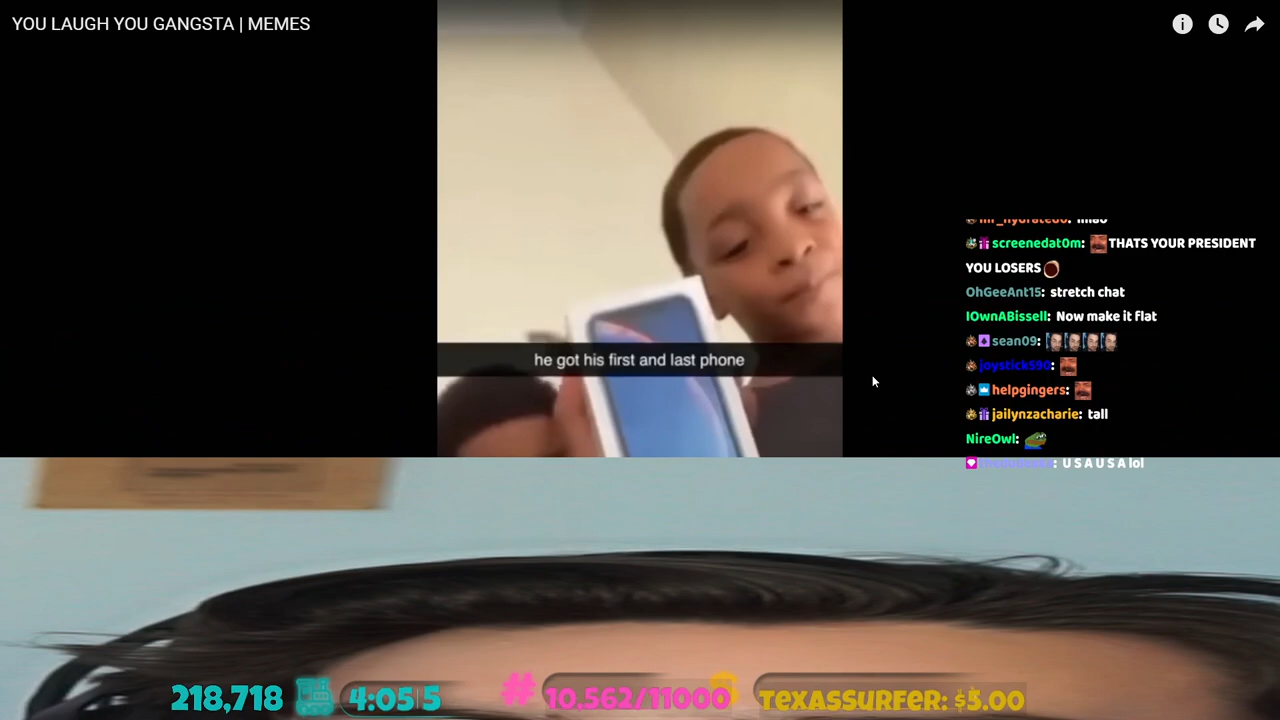 YOU LAUGH YOU GANGSTA | MEMES
screenedat0m: THATS YOUR PRESIDENT
YOU LOSERS
OhGeeAnt15: stretch chat
IOwnABissell: Now make it flat
sean09:
joystick590:
helpgingers:
jailynzacharie: tall
NireOwl:
: U S A U S A lol
he got his first and last phone
218,718
4:05
5
# 10.562/11000
TEXASSURFER: $5.00